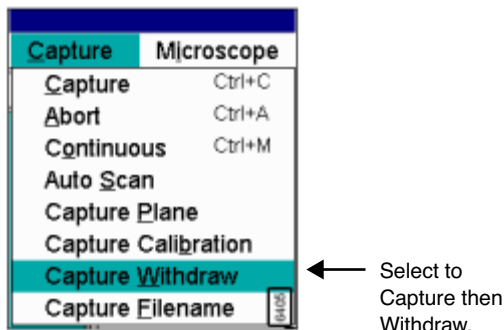 Capture Microscope
Capture Ctrl+C
Abort Ctrl+A
Continuous Ctrl+M
Auto Scan
Capture Plane
Capture Calibration
Capture Withdraw
Capture Filename
6405
Select to
Capture then
Withdraw.